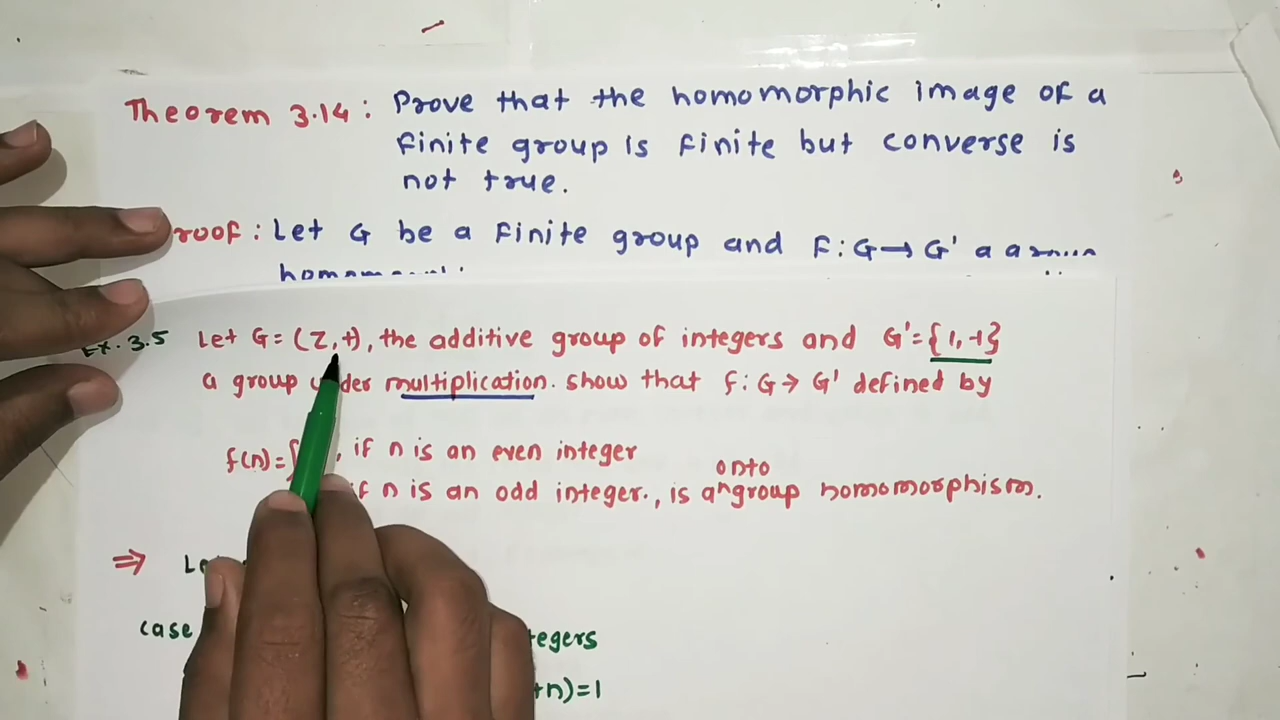 Theorem 3.14: Prove that the homomorphic image of a
finite group is finite but converse is
not true.
roof: Let G be a finite group and F: G → G'
Ex. 3.5 Let G = (Z,+), the additive group of integers and G' = {1,-1}
a group under multiplication. show that f: G → G' defined by
f(n) = { , if n is an even integer
if n is an odd integer., is a^n onto group homomorphism.
⇒
case tegers
+n)=1